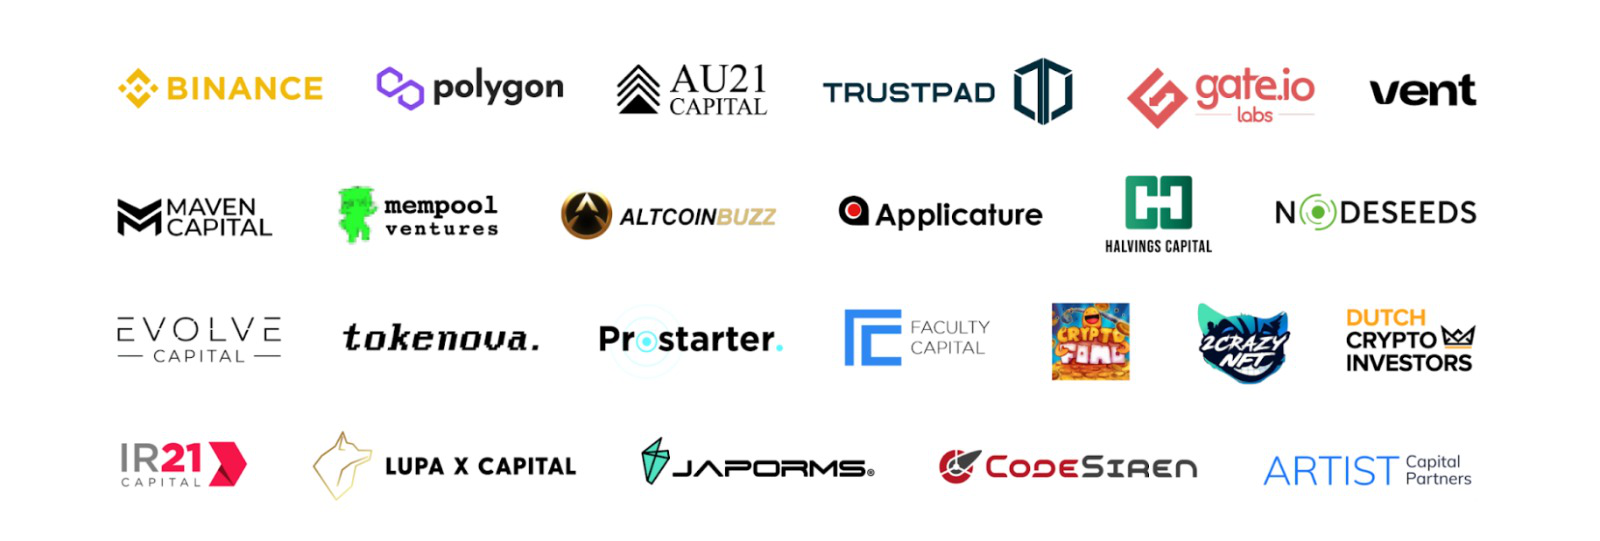 BINANCE
polygon
AU21
CAPITAL
TRUSTPAD
gate.io
labs
vent
MAVEN
CAPITAL
mempool
ventures
ALTCOINBUZZ
Applicature
HALVINGS CAPITAL
NODESEEDS
EVOLVE
CAPITAL
tokenova.
Prostarter.
FACULTY
CAPITAL
CRYPTO
2CRAZY
NFT
DUTCH
CRYPTO
INVESTORS
IR21
CAPITAL
LUPA X CAPITAL
JAPORMS®
CODESIREN
ARTIST
Capital
Partners